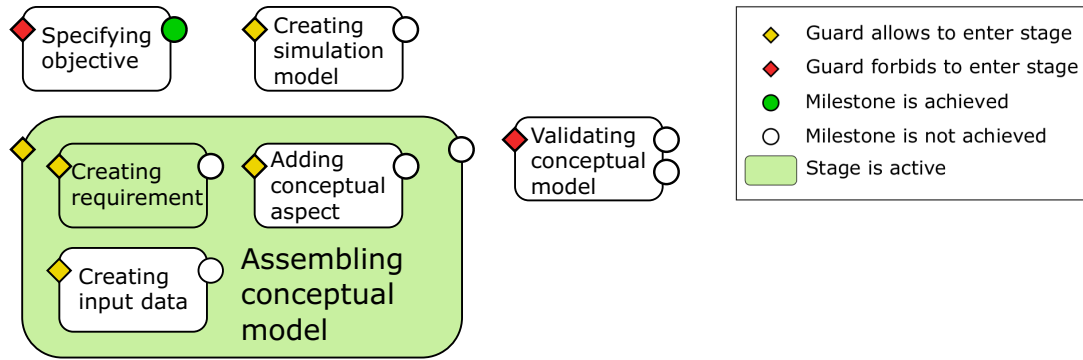 Specifying
objective
Creating
simulation
model
Creating
requirement
Adding
conceptual
aspect
Creating
input data
Assembling
conceptual
model
Validating
conceptual
model
Guard allows to enter stage
Guard forbids to enter stage
Milestone is achieved
Milestone is not achieved
Stage is active